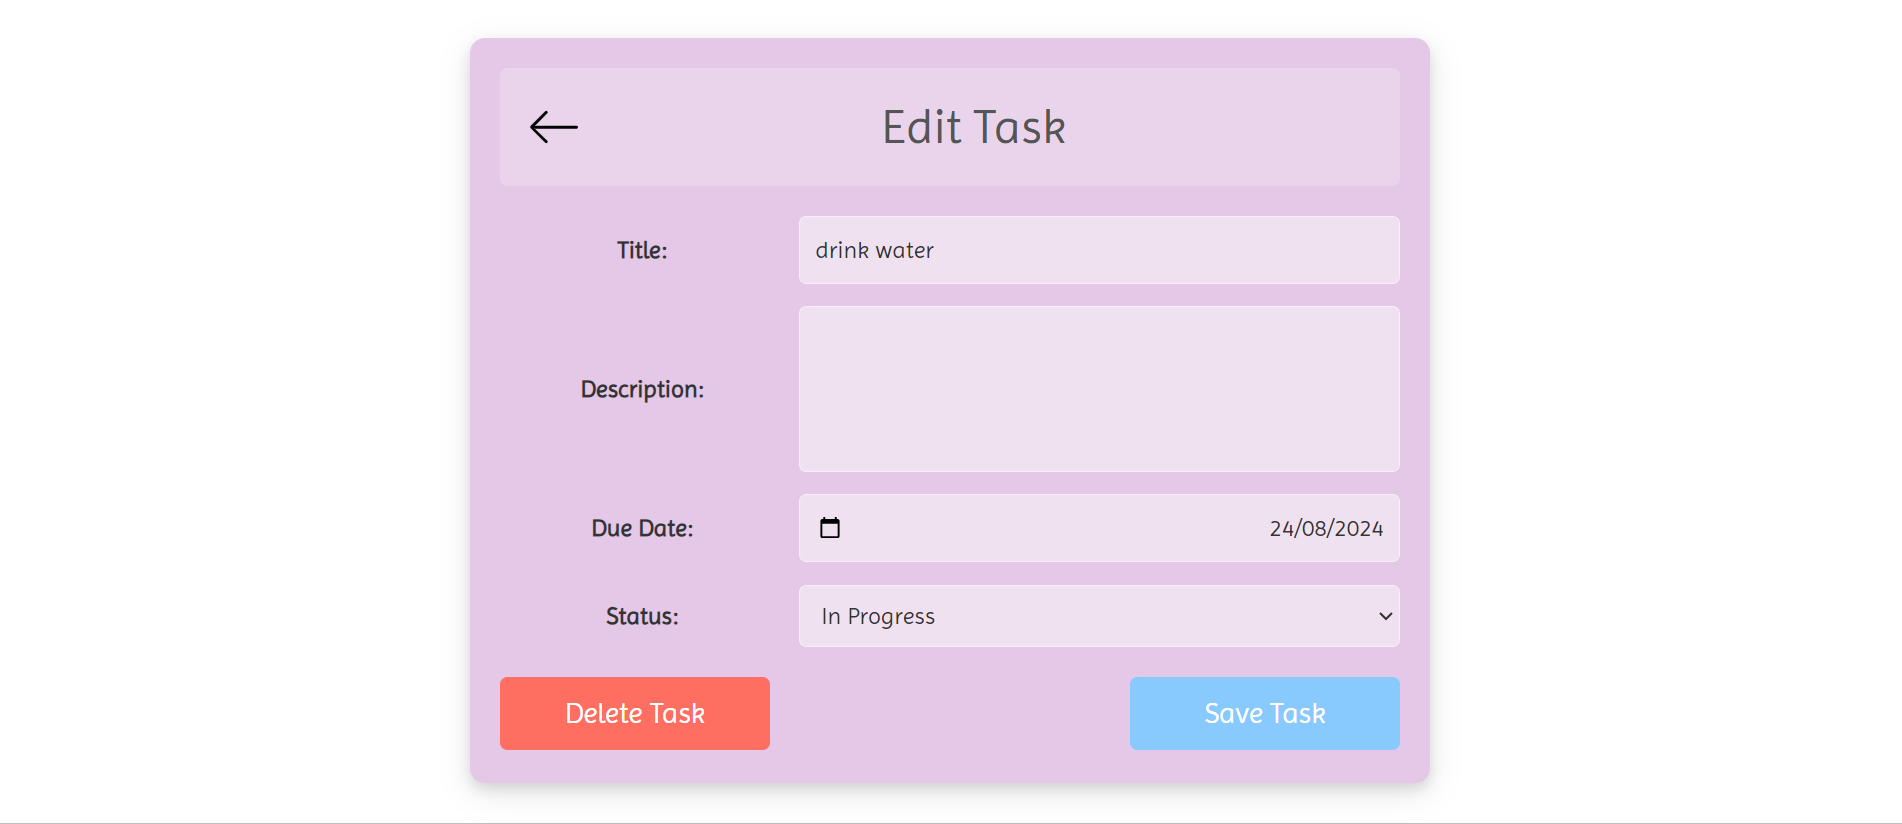 Edit Task
Title:
drink water
Description:
Due Date:
24/08/2024
Status:
In Progress
Delete Task
Save Task